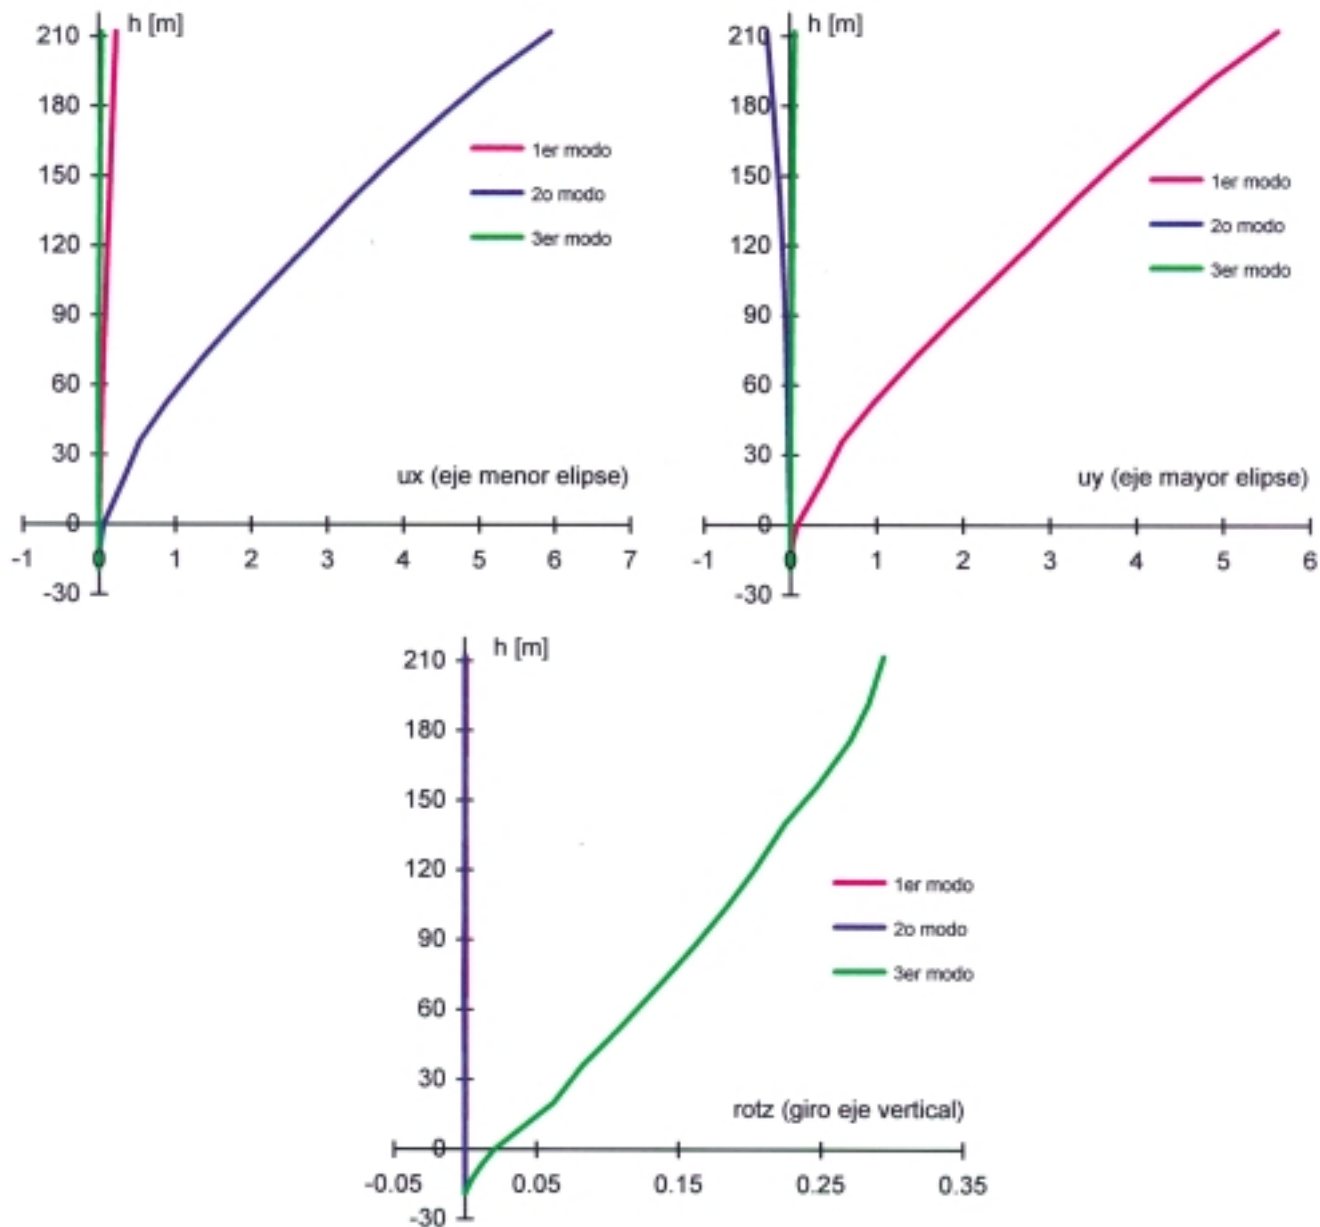 h [m]
210
180
150
120
90
60
30
0
-30
-1 0 1 2 3 4 5 6 7
1er modo
2o modo
3er modo
ux (eje menor elipse)
h [m]
210
180
150
120
90
60
30
0
-30
-1 0 1 2 3 4 5 6
1er modo
2o modo
3er modo
uy (eje mayor elipse)
h [m]
210
180
150
120
90
60
30
0
-30
-0.05 0.05 0.15 0.25 0.35
1er modo
2o modo
3er modo
rotz (giro eje vertical)